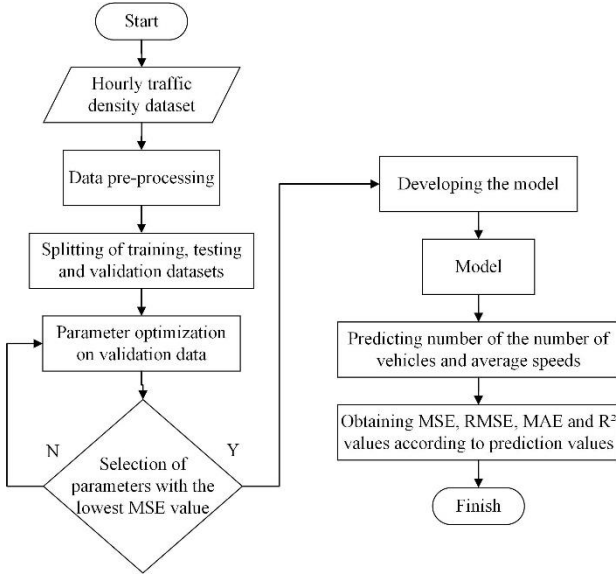 Start
Hourly traffic
density dataset
Data pre-processing
Splitting of training, testing
and validation datasets
Parameter optimization
on validation data
N
Y
Selection of
parameters with the
lowest MSE value
Developing the model
Model
Predicting number of the number of
vehicles and average speeds
Obtaining MSE, RMSE, MAE and R²
values according to prediction values
Finish